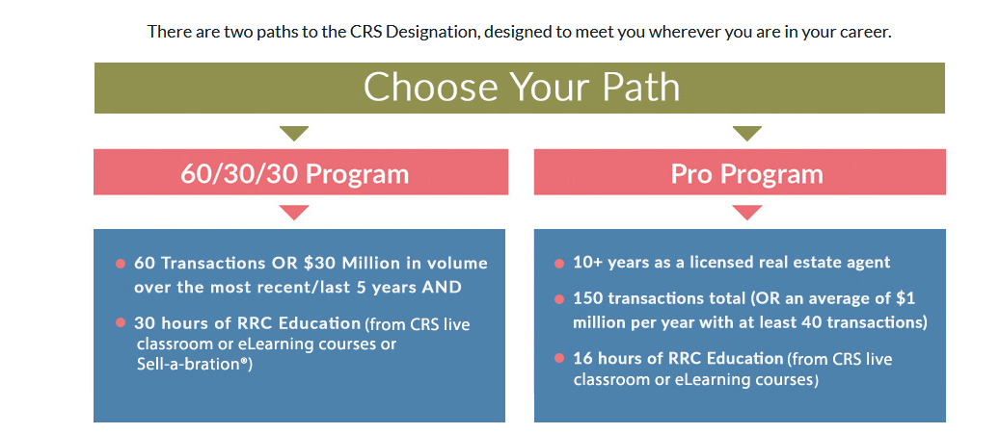 There are two paths to the CRS Designation, designed to meet you wherever you are in your career.
Choose Your Path
60/30/30 Program
60 Transactions OR $30 Million in volume
over the most recent/last 5 years AND
30 hours of RRC Education (from CRS live
classroom or eLearning courses or
Sell-a-bration®)
Pro Program
10+ years as a licensed real estate agent
150 transactions total (OR an average of $1
million per year with at least 40 transactions)
16 hours of RRC Education (from CRS live
classroom or eLearning courses)